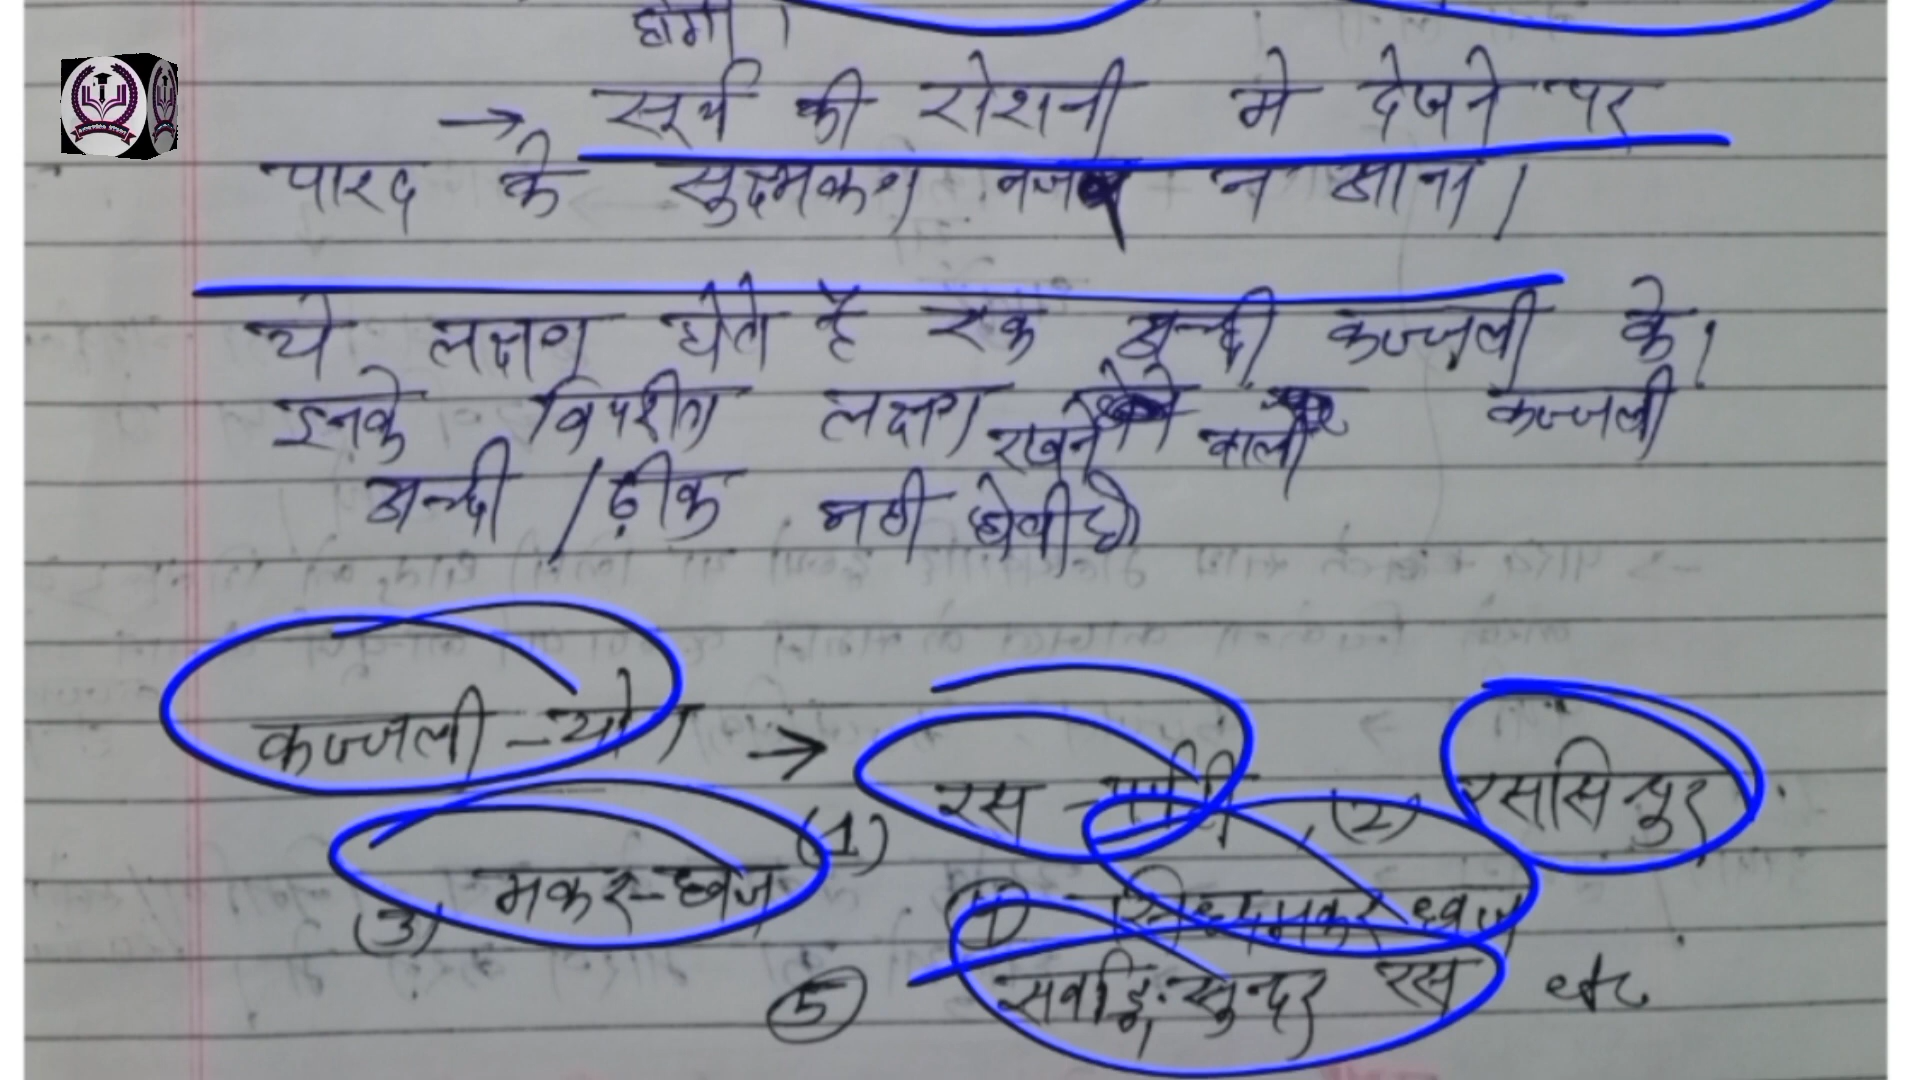 होगा।
→ सूर्य की रोशनी मे देखने पर
पारद के सुक्ष्मकण नजर न आना।
ये लक्षण होते है एक अच्छी कज्जली के।
इनके विपरीत लक्षण रखने वाली कज्जली
अच्छी / ठीक नही होती है
कज्जली - योग →
(1) रस - पर्पटी , (2) रससिन्दुर
(3) मकर-ध्वज (4) सिध्दमकरध्वज
(5) सर्वाङ्गसुन्दर रस etc